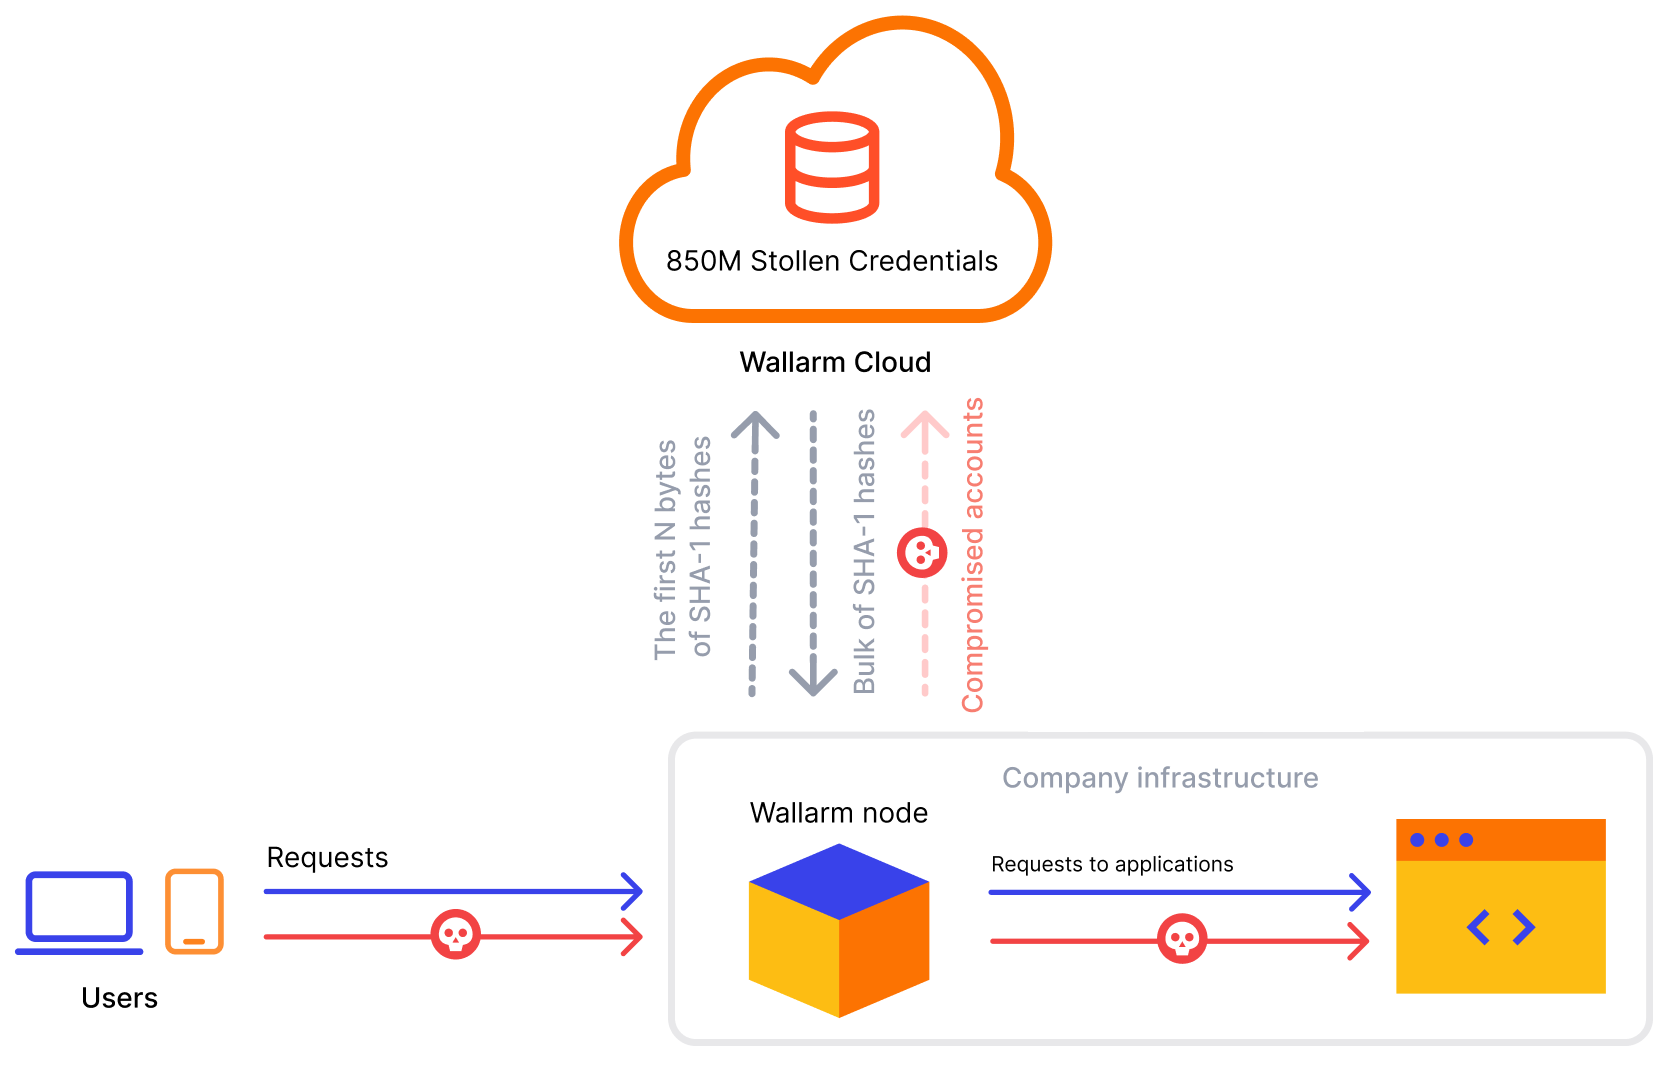 850M Stollen Credentials
Wallarm Cloud
The first N bytes
of SHA-1 hashes
Bulk of SHA-1 hashes
Compromised accounts
Company infrastructure
Wallarm node
Requests
Requests to applications
Users